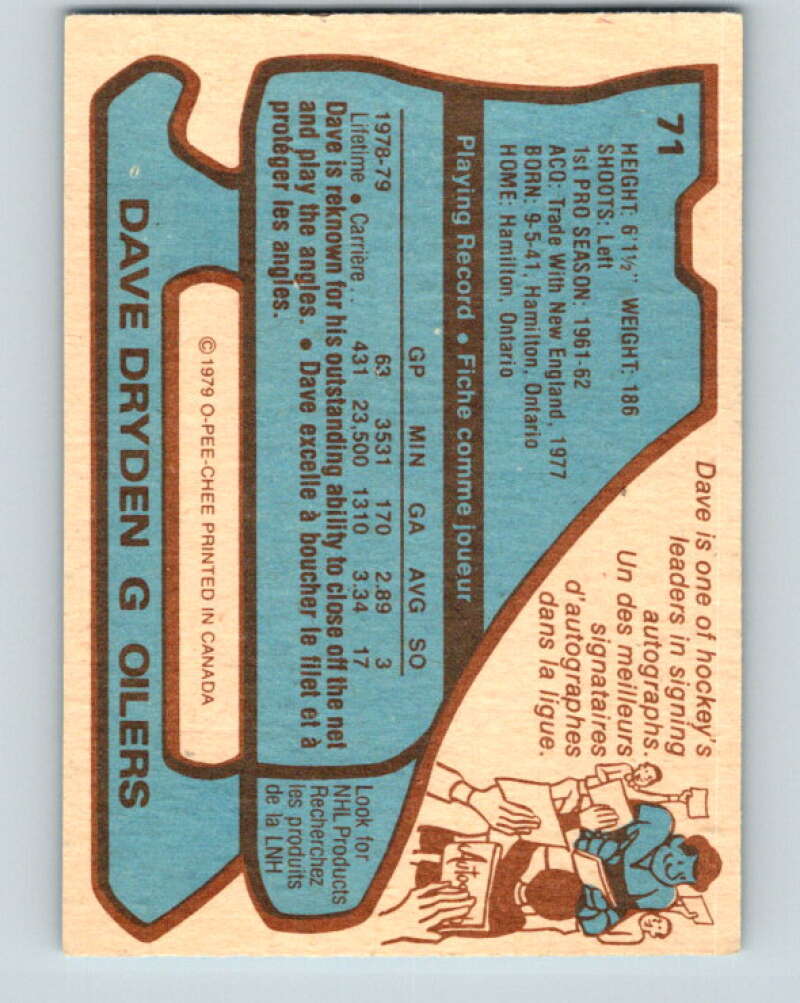 71
HEIGHT: 6'1½" WEIGHT: 186
SHOOTS: Left
1st PRO SEASON: 1961-62
ACQ: Trade With New England, 1977
BORN: 9-5-41, Hamilton, Ontario
HOME: Hamilton, Ontario
Dave is one of hockey's
leaders in signing
autographs.
Un des meilleurs
signataires
d'autographes
dans la ligue.
Playing Record • Fiche comme joueur
GP MIN GA AVG SO
1978-79 63 3531 170 2.89 3
Lifetime • Carrière . . 431 23,500 1310 3.34 17
Dave is reknown for his outstanding ability to close off the net
and play the angles. • Dave excelle à boucher le filet et à
protéger les angles.
Autog
Look for
NHL Products
Recherchez
les produits
de la LNH
© 1979 O-PEE-CHEE PRINTED IN CANADA
DAVE DRYDEN G OILERS